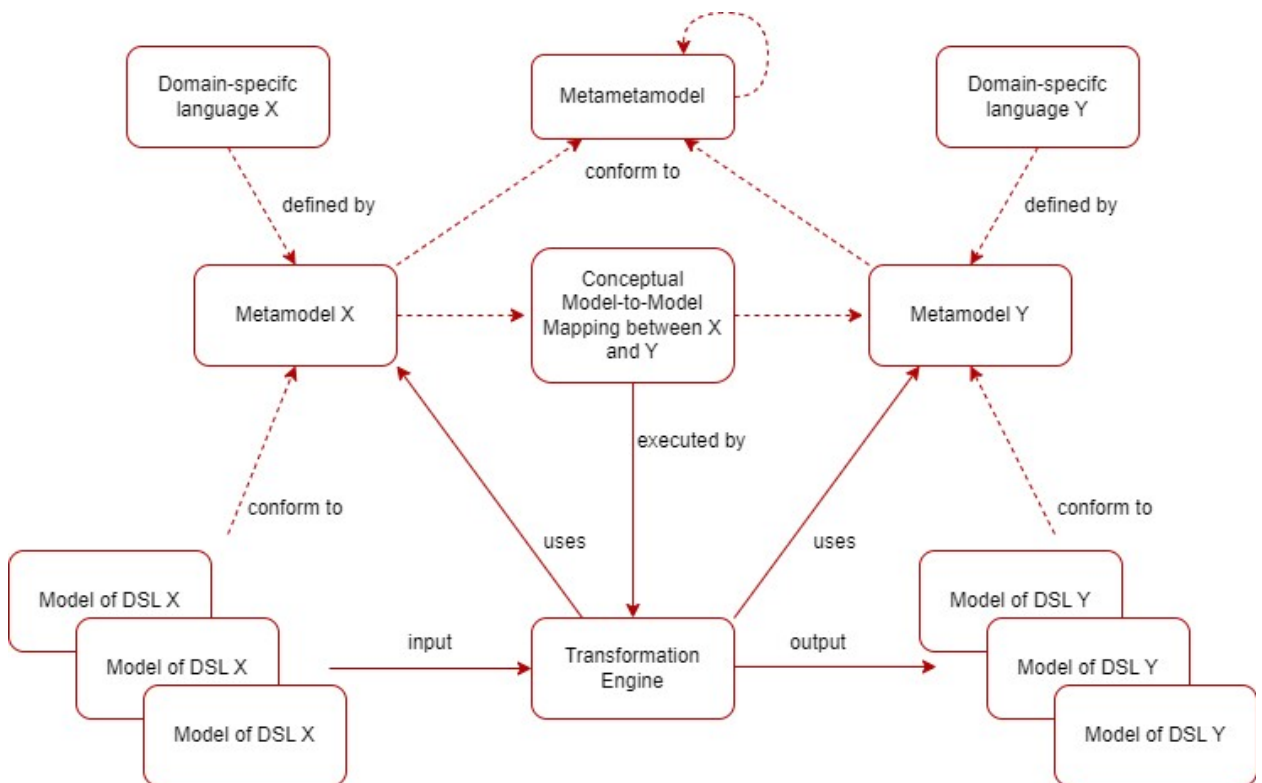 Domain-specifc
language X
Metametamodel
Domain-specifc
language Y
conform to
defined by
defined by
Metamodel X
Conceptual
Model-to-Model
Mapping between X
and Y
Metamodel Y
executed by
conform to
conform to
uses
uses
Model of DSL X
Model of DSL X
Model of DSL X
input
Transformation
Engine
output
Model of DSL Y
Model of DSL Y
Model of DSL Y